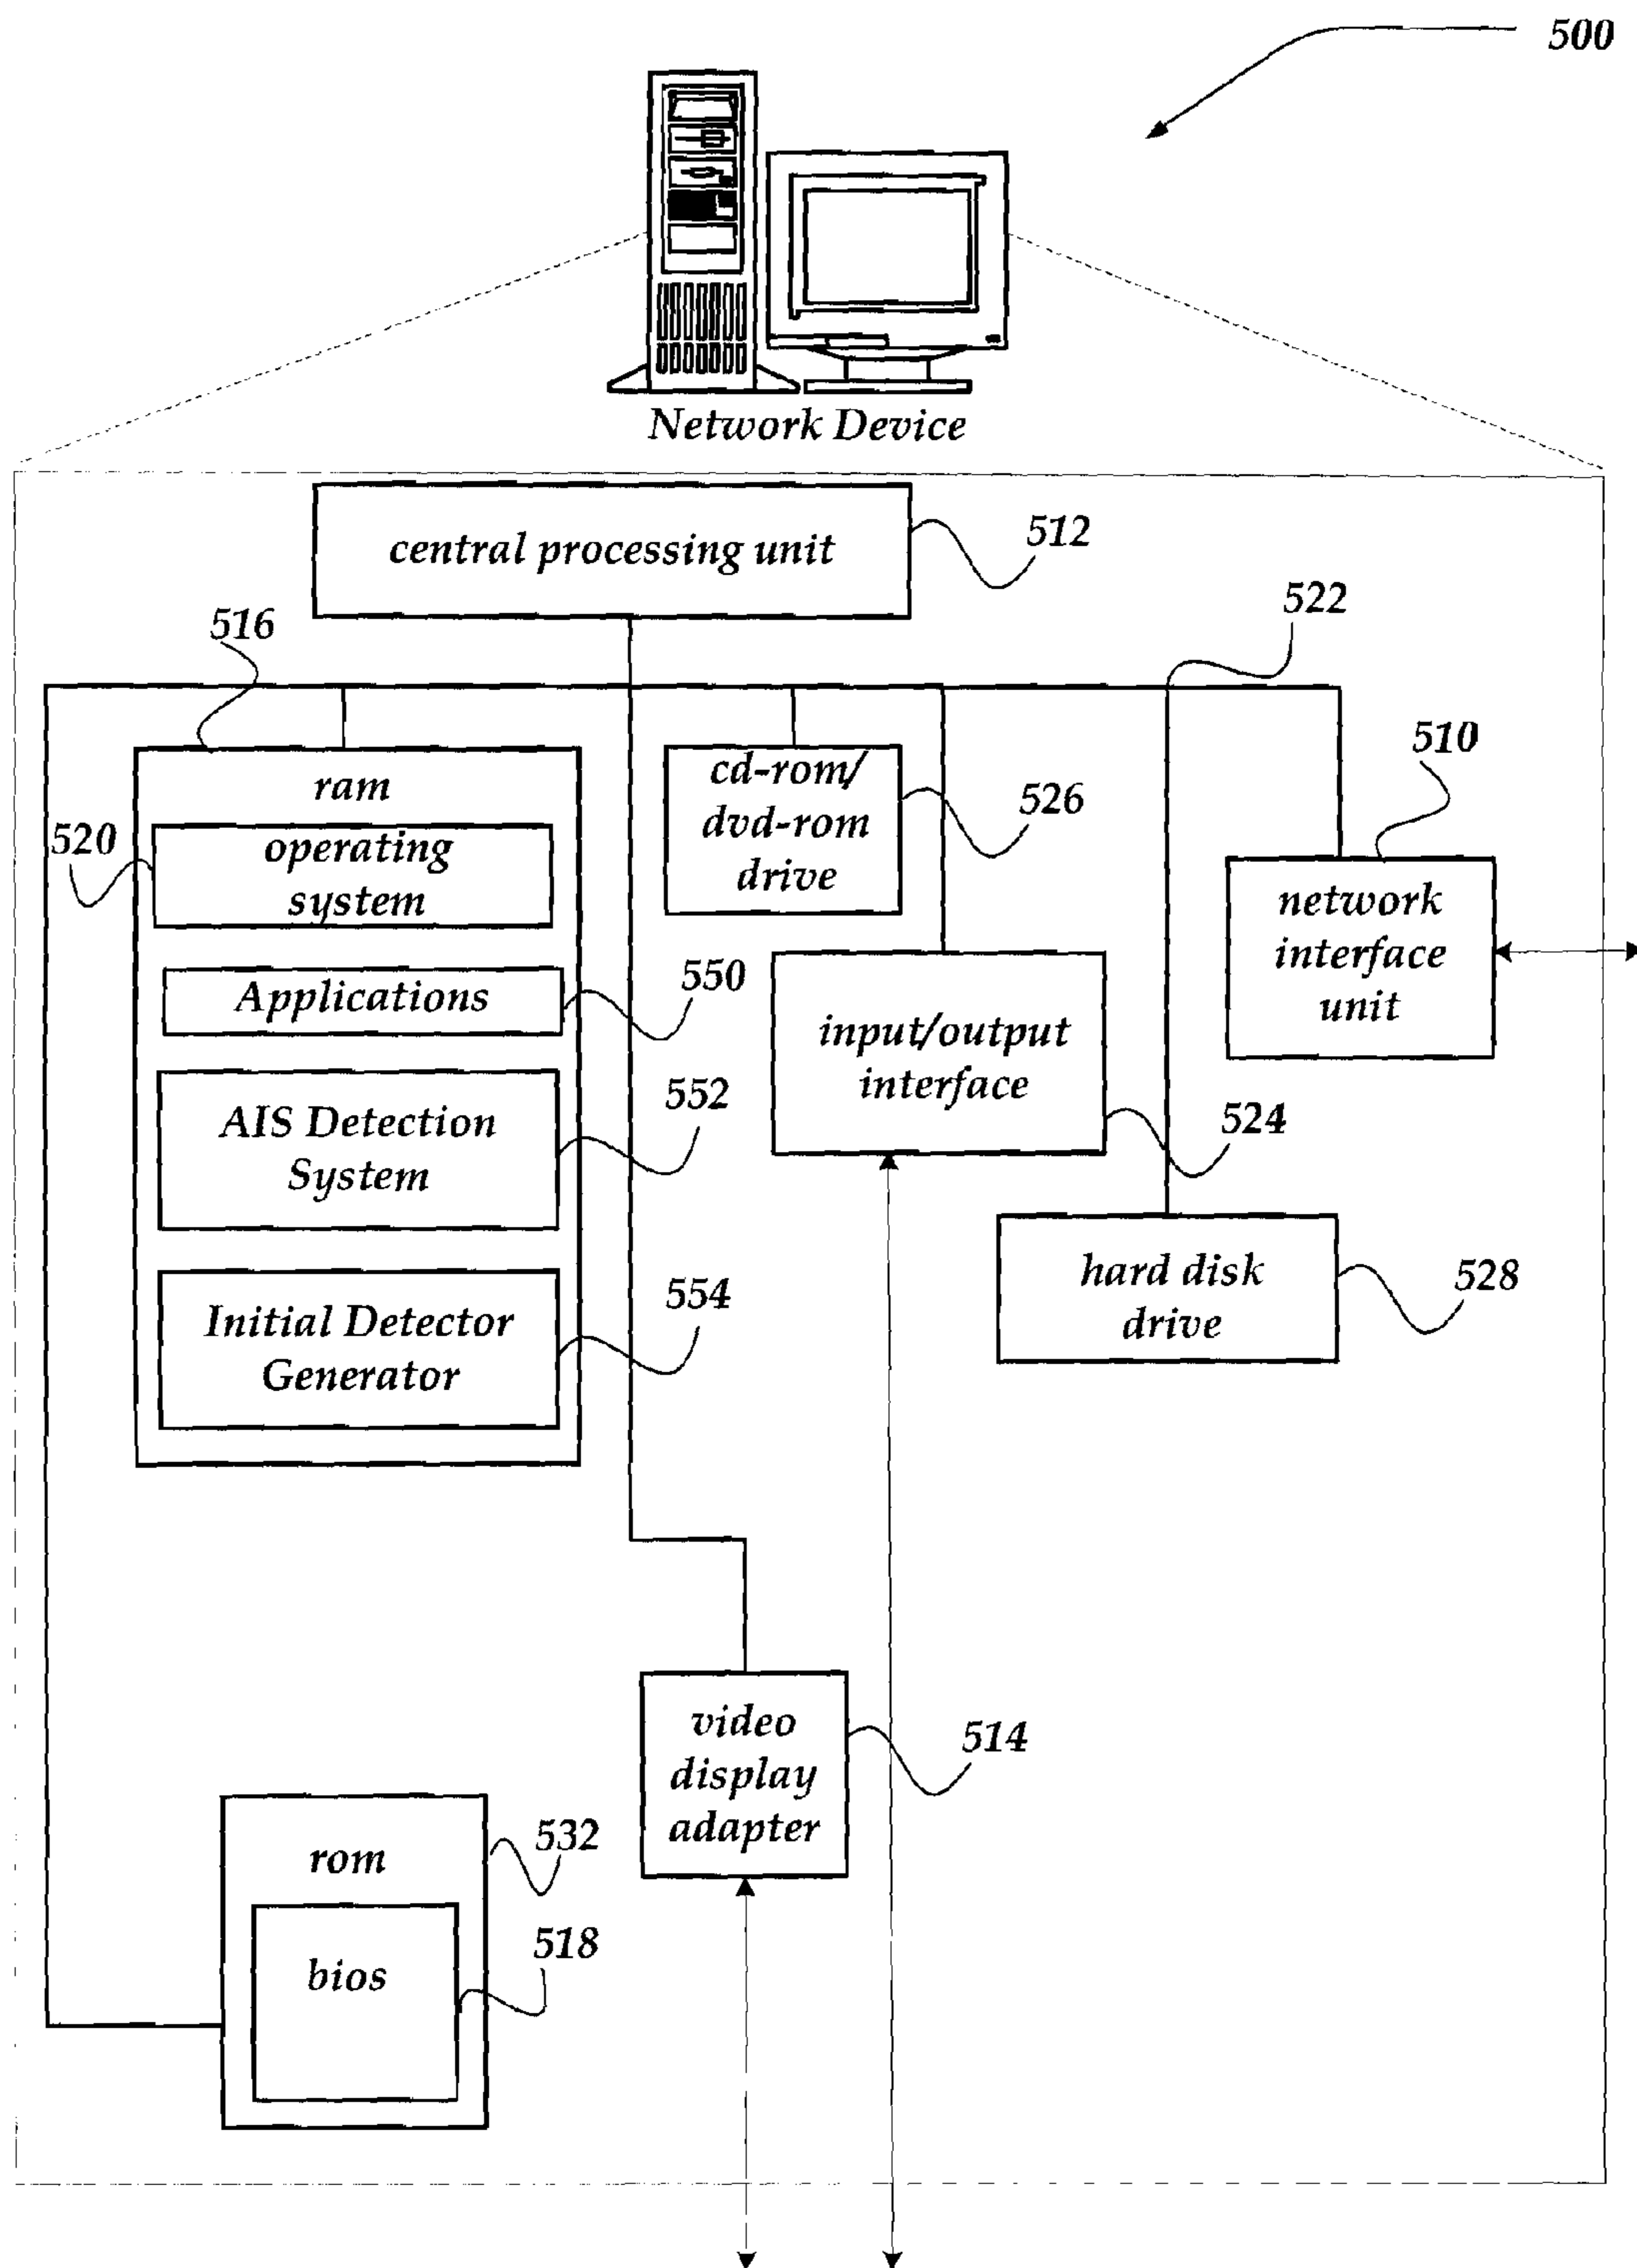 500
Network Device
central processing unit
512
522
516
510
ram
cd-rom/
dvd-rom
drive
526
520
operating
system
network
interface
unit
Applications
550
input/output
interface
552
AIS Detection
System
524
554
Initial Detector
Generator
hard disk
drive
528
video
display
adapter
514
532
rom
518
bios